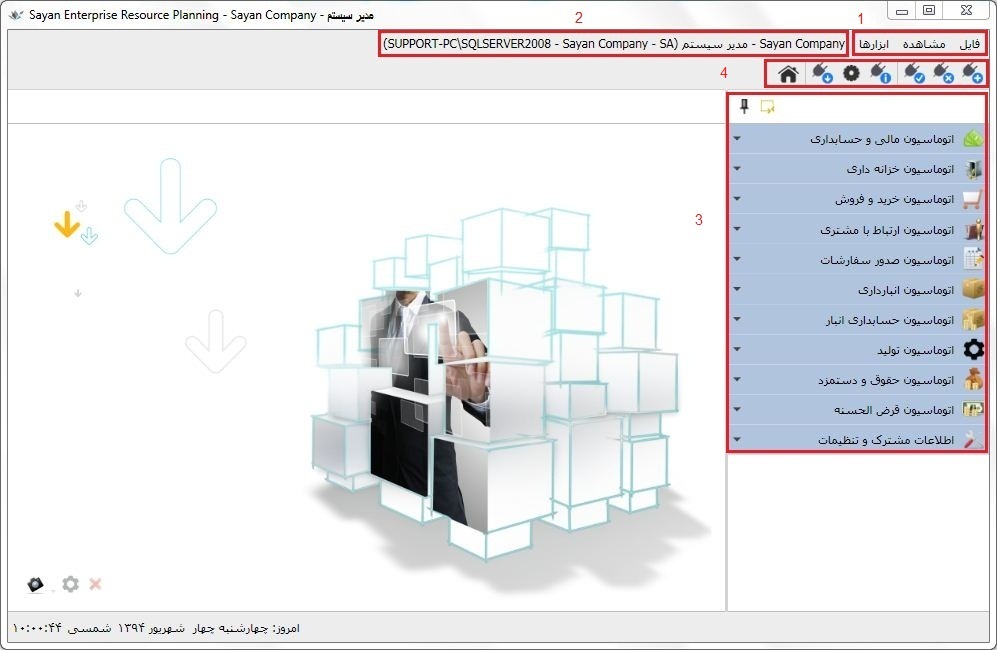 Sayan Enterprise Resource Planning - Sayan Company - مدیر سیستم
2
1
فایل مشاهده ابزارها
Sayan Company - مدیر سیستم (SUPPORT-PC\SQLSERVER2008 - Sayan Company - SA)
4
اتوماسیون مالی و حسابداری
اتوماسیون خزانه داری
اتوماسیون خرید و فروش
3
اتوماسیون ارتباط با مشتری
اتوماسیون صدور سفارشات
اتوماسیون انبارداری
اتوماسیون حسابداری انبار
اتوماسیون تولید
اتوماسیون حقوق و دستمزد
اتوماسیون قرض الحسنه
اطلاعات مشترک و تنظیمات
امروز: چهارشنبه چهار شهریور ۱۳۹۴ شمسی ۱۰:۰۰:۴۴